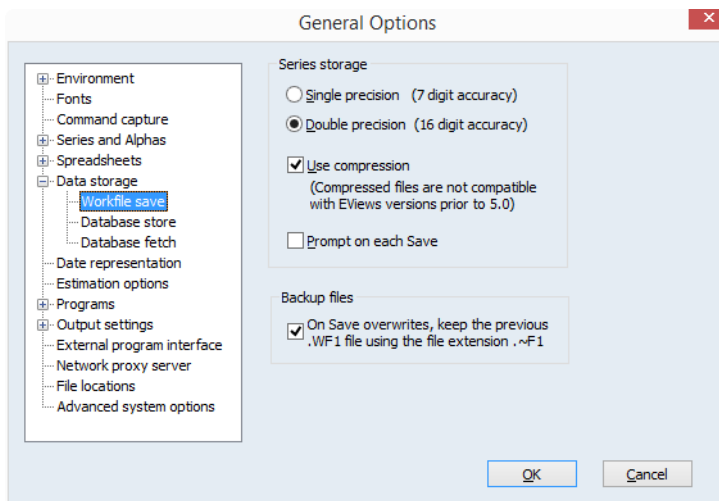 General Options
Environment
Fonts
Command capture
Series and Alphas
Spreadsheets
Data storage
Workfile save
Database store
Database fetch
Date representation
Estimation options
Programs
Output settings
External program interface
Network proxy server
File locations
Advanced system options
Series storage
Single precision (7 digit accuracy)
Double precision (16 digit accuracy)
Use compression
(Compressed files are not compatible
with EViews versions prior to 5.0)
Prompt on each Save
Backup files
On Save overwrites, keep the previous
.WF1 file using the file extension .~F1
OK
Cancel